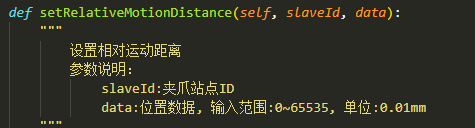 def setRelativeMotionDistance(self, slaveId, data):
"""
设置相对运动距离
参数说明:
slaveId:夹爪站点ID
data:位置数据, 输入范围:0~65535, 单位:0.01mm
"""